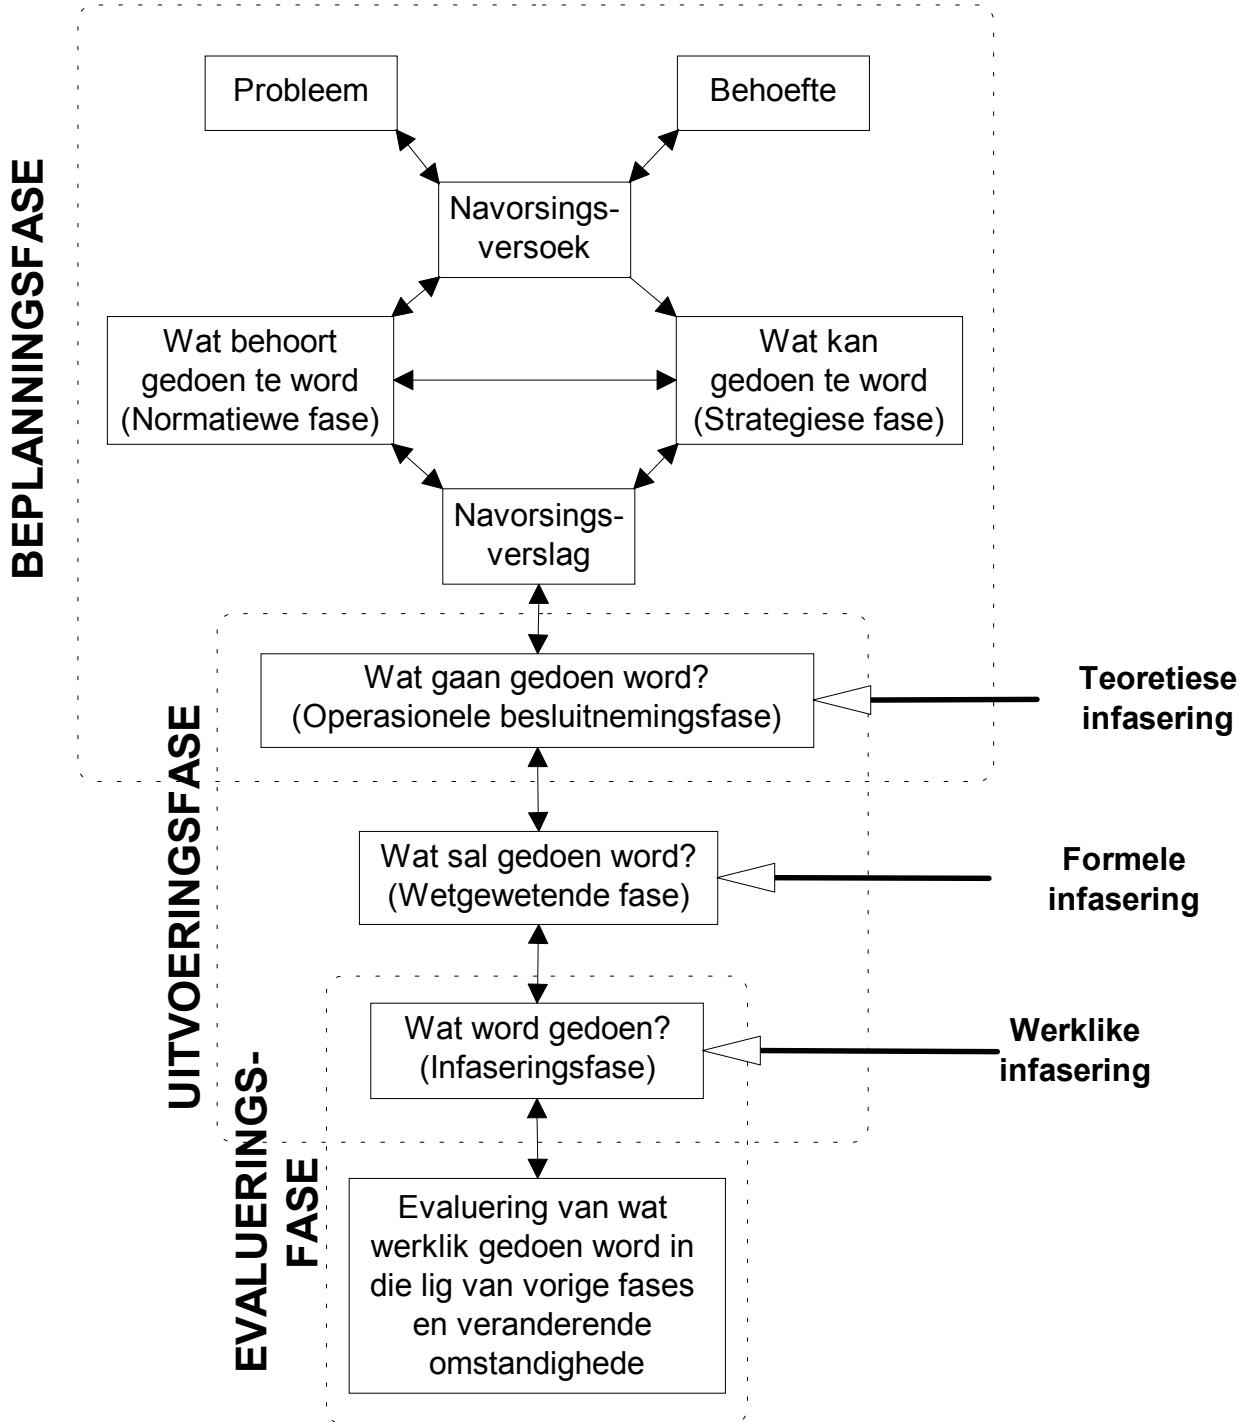 BEPLANNINGSFASE
Probleem
Behoefte
Navorsings-
versoek
Wat behoort
gedoen te word
(Normatiewe fase)
Wat kan
gedoen te word
(Strategiese fase)
Navorsings-
verslag
UITVOERINGSFASE
Wat gaan gedoen word?
(Operasionele besluitnemingsfase)
Teoretiese
infasering
Wat sal gedoen word?
(Wetgewetende fase)
Formele
infasering
EVALUERINGS-
FASE
Wat word gedoen?
(Infaseringsfase)
Werklike
infasering
Evaluering van wat
werklik gedoen word in
die lig van vorige fases
en veranderende
omstandighede